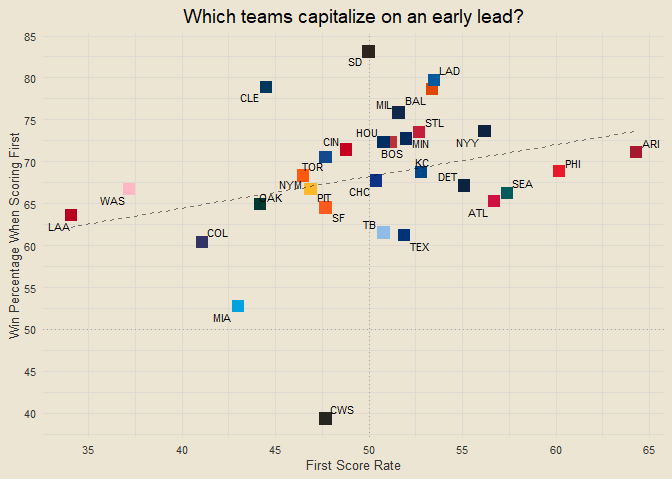 Which teams capitalize on an early lead?
85
SD
LAD
80
CLE
BAL
MIL
75
STL
HOU
MIN
NYY
CIN
BOS
ARI
70
TOR
KC
PHI
NYM
DET
SEA
WAS
OAK
PIT
CHC
65
ATL
LAA
SF
TB
COL
TEX
60
55
MIA
50
45
40
CWS
35 40 45 50 55 60 65
First Score Rate
Win Percentage When Scoring First